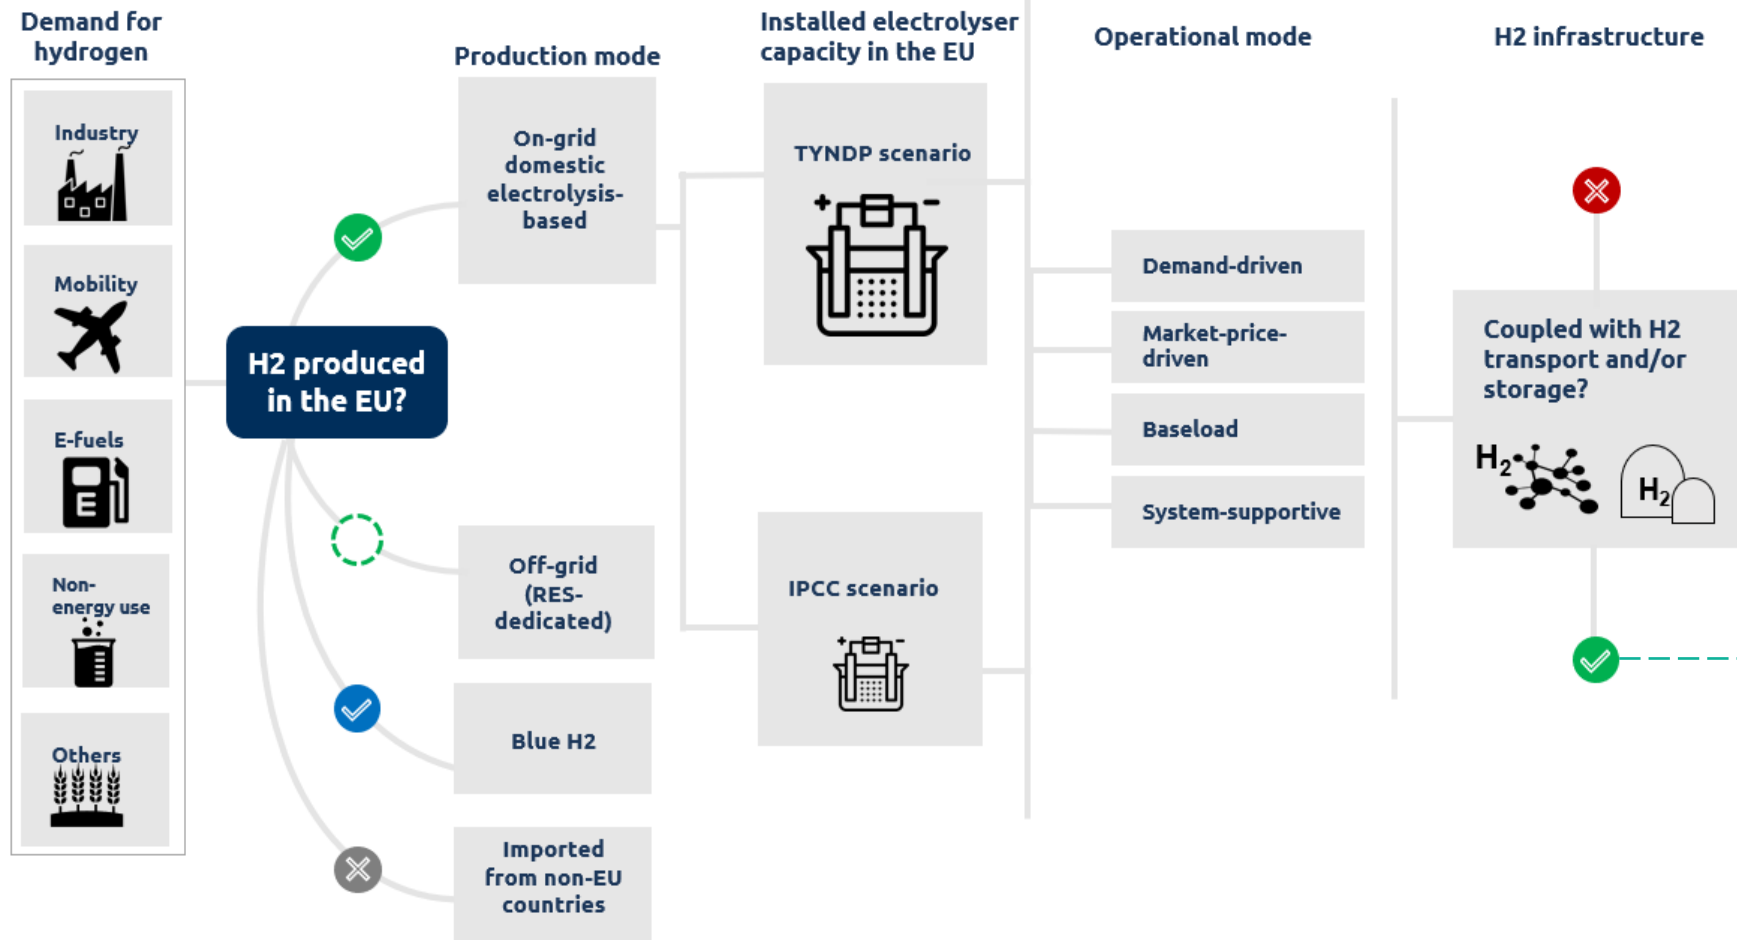 Demand for
hydrogen
Industry
Mobility
E-fuels
E
Non-
energy use
Others
H2 produced
in the EU?
Production mode
On-grid
domestic
electrolysis-
based
Off-grid
(RES-
dedicated)
Blue H2
Imported
from non-EU
countries
Installed electrolyser
capacity in the EU
TYNDP scenario
+ −
IPCC scenario
+ −
Operational mode
Demand-driven
Market-price-
driven
Baseload
System-supportive
H2 infrastructure
Coupled with H2
transport and/or
storage?
H₂
H₂